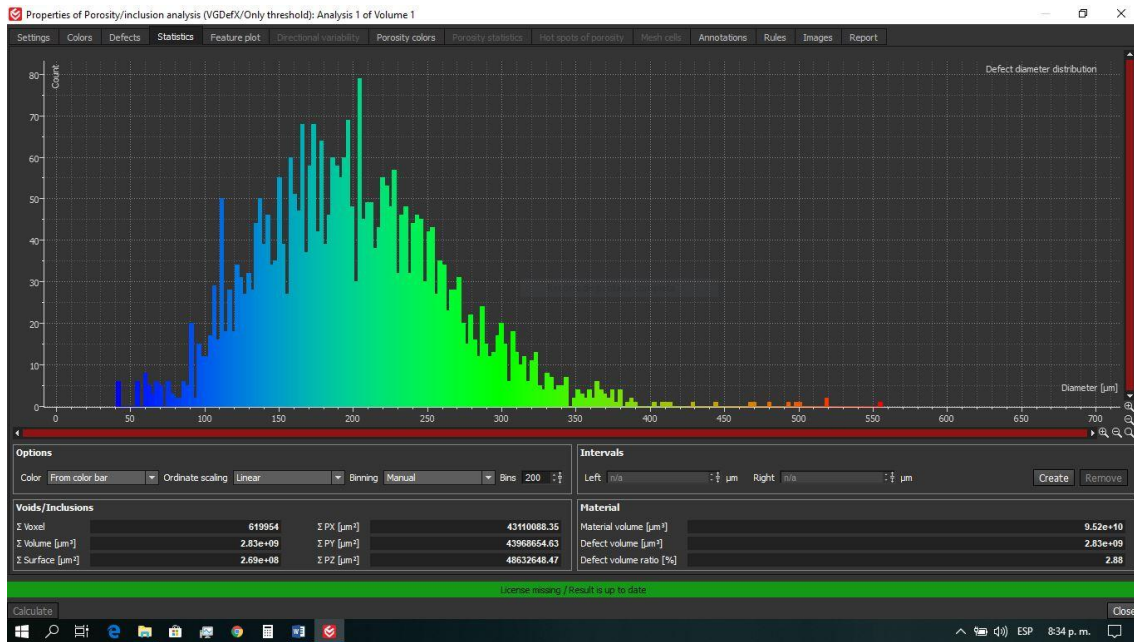 Properties of Porosity/inclusion analysis (VGDefX/Only threshold): Analysis 1 of Volume 1
Settings Colors Defects Statistics Feature plot Directional variability Porosity colors Porosity statistics Hot spots of porosity Mesh cells Annotations Rules Images Report
Defect diameter distribution
Count
80
70
60
50
40
30
20
10
0
Diameter [µm]
0 50 100 150 200 250 300 350 400 450 500 550 600 650 700
Options
Color From color bar Ordinate scaling Linear Binning Manual Bins 200
Intervals
Left n/a µm Right n/a µm Create Remove
Voids/Inclusions
Σ Voxel 619954 Σ PX [µm²] 43110088.35
Σ Volume [µm³] 2.83e+09 Σ PY [µm²] 43968654.63
Σ Surface [µm²] 2.69e+08 Σ PZ [µm²] 48632648.47
Material
Material volume [µm³] 9.52e+10
Defect volume [µm³] 2.83e+09
Defect volume ratio [%] 2.88
License missing / Result is up to date
Calculate Close
ESP 8:34 p. m.